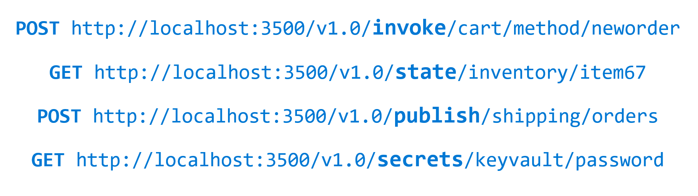 POST http://localhost:3500/v1.0/invoke/cart/method/neworder
GET http://localhost:3500/v1.0/state/inventory/item67
POST http://localhost:3500/v1.0/publish/shipping/orders
GET http://localhost:3500/v1.0/secrets/keyvault/password